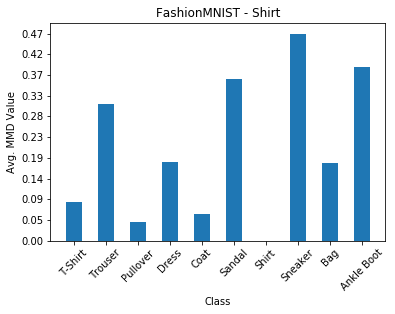 FashionMNIST - Shirt
Avg. MMD Value
0.47
0.42
0.37
0.33
0.28
0.23
0.19
0.14
0.09
0.05
0.00
T-Shirt
Trouser
Pullover
Dress
Coat
Sandal
Shirt
Sneaker
Bag
Ankle Boot
Class